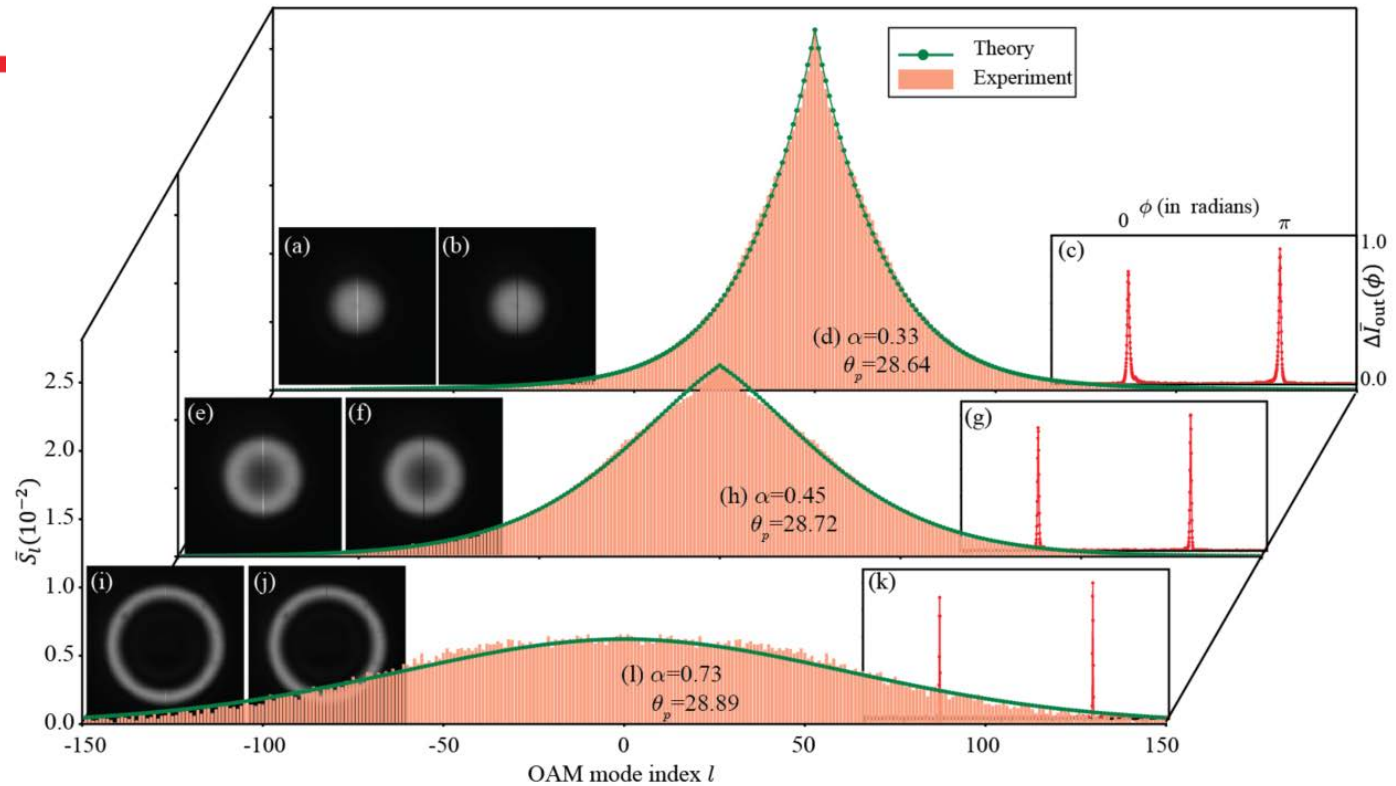 Theory
Experiment
ϕ (in radians)
0 π
(a) (b) (c)
1.0
ΔI̅out(ϕ)
0.0
(d) α=0.33
θp=28.64
2.5
(e) (f) (g)
2.0
(h) α=0.45
θp=28.72
1.5
S̅l(10⁻²)
(i) (j) (k)
1.0
0.5
(l) α=0.73
θp=28.89
0.0
-150 -100 -50 0 50 100 150
OAM mode index l